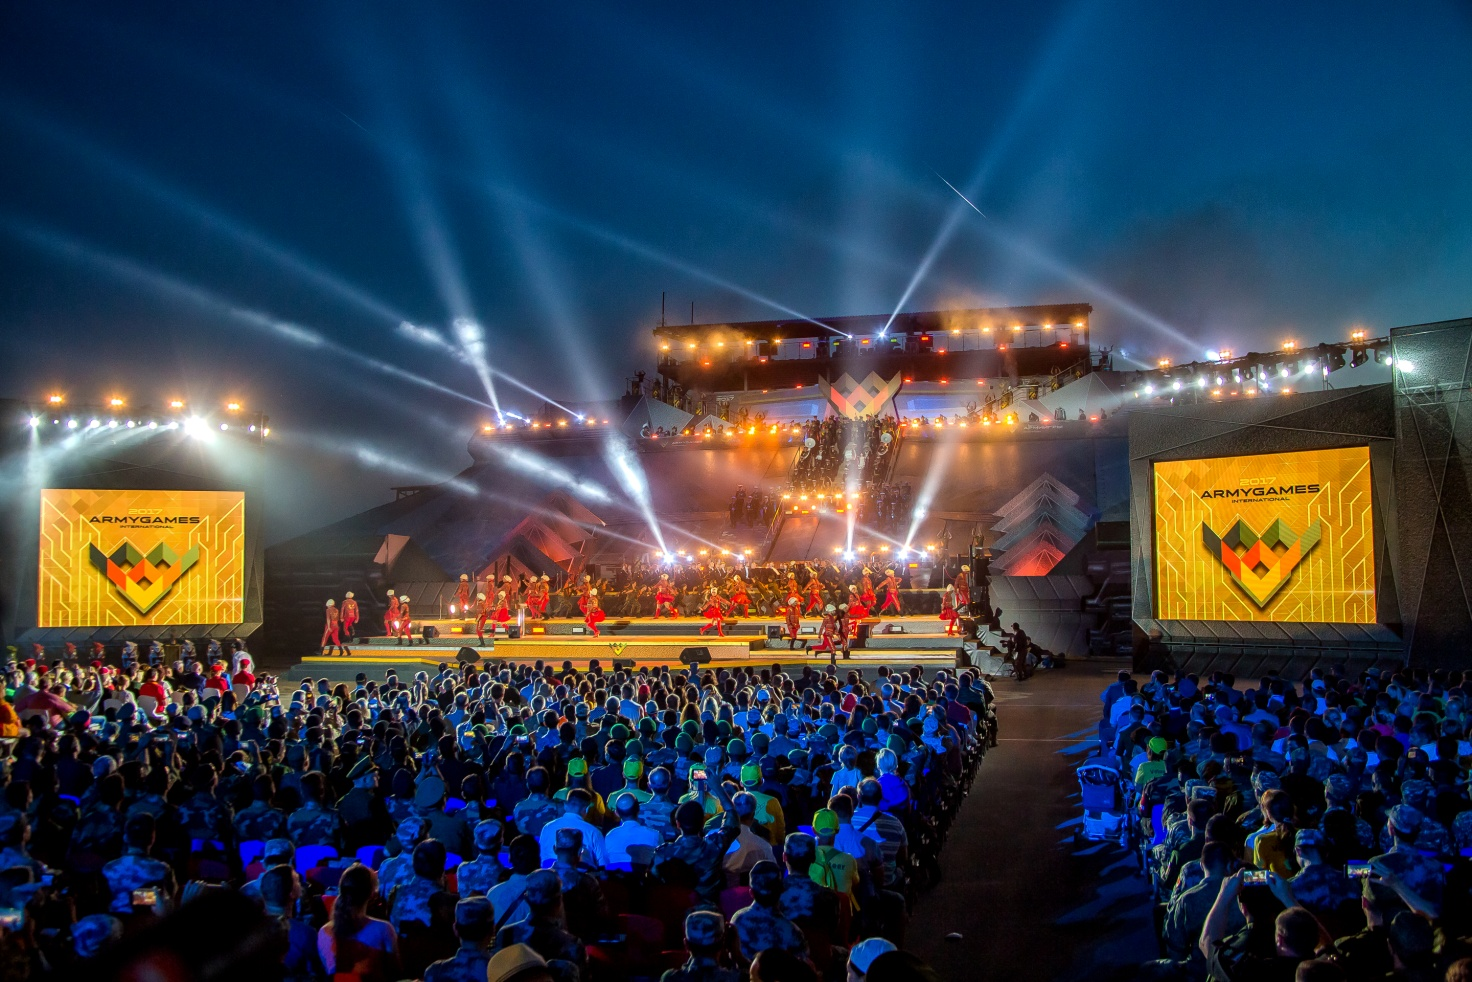 2017
ARMYGAMES
INTERNATIONAL
2017
ARMYGAMES
INTERNATIONAL